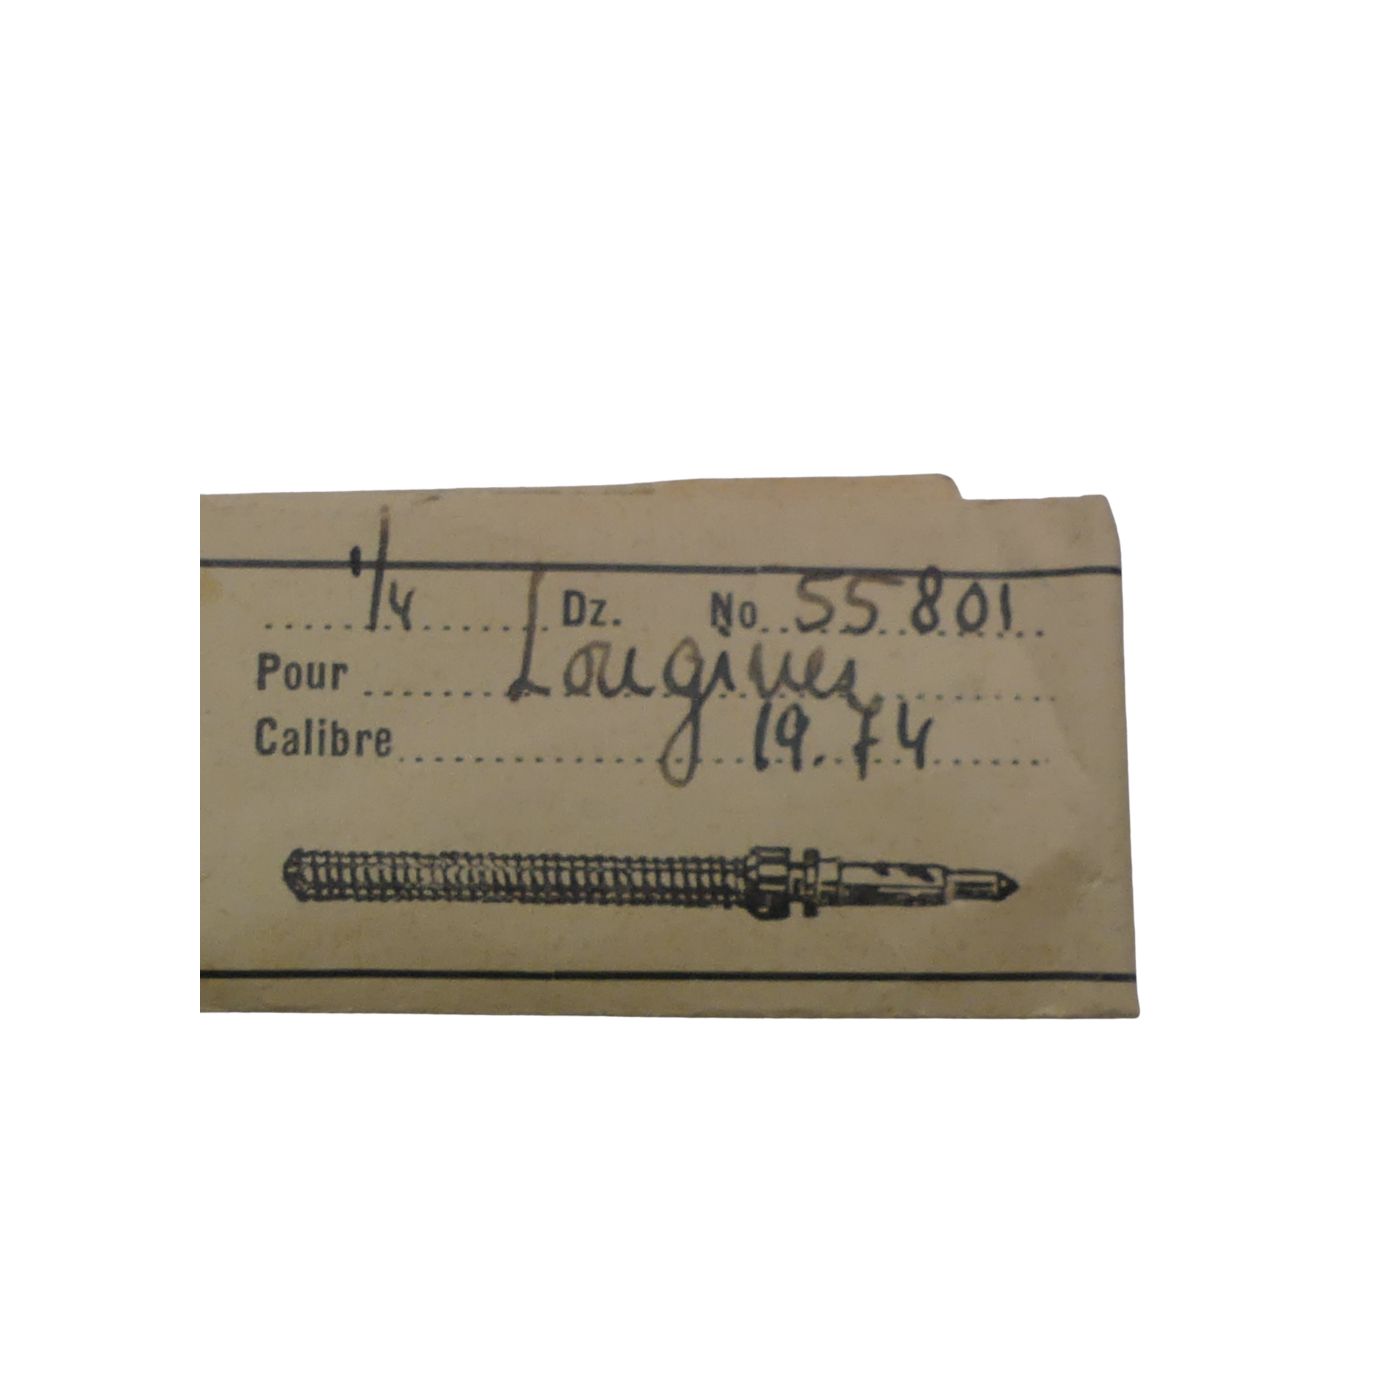 1/4 Dz. No 55801
Pour Longines
Calibre 19.74